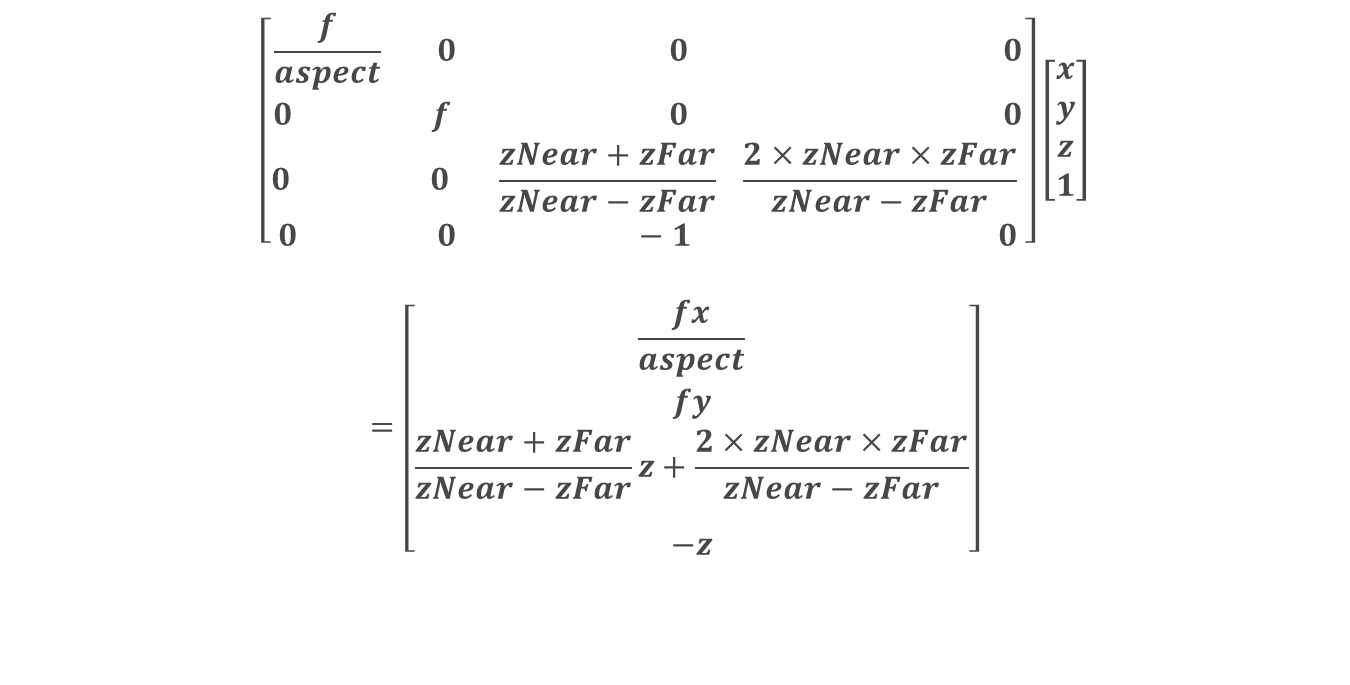 [ f/aspect 0 0 0 ] [ x ]
[ 0 f 0 0 ] [ y ]
[ 0 0 (zNear + zFar)/(zNear − zFar) (2 × zNear × zFar)/(zNear − zFar) ] [ z ]
[ 0 0 − 1 0 ] [ 1 ]
= [ fx/aspect ]
[ fy ]
[ (zNear + zFar)/(zNear − zFar) z + (2 × zNear × zFar)/(zNear − zFar) ]
[ −z ]